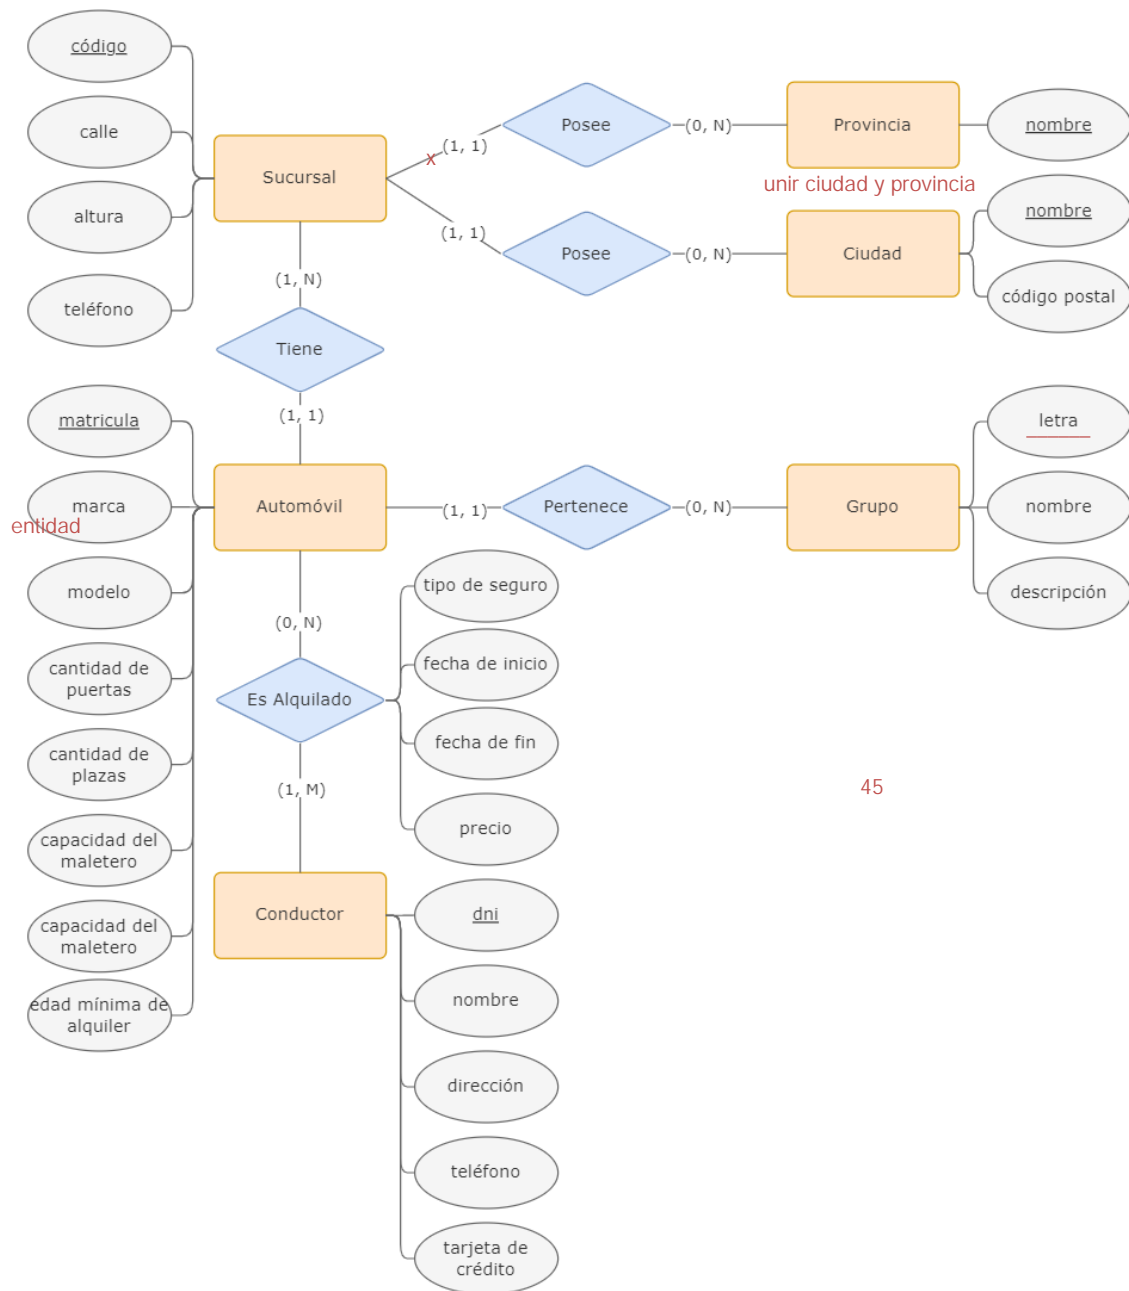 código
calle
altura
teléfono
Sucursal
(1, 1)
x
Posee
(0, N)
Provincia
nombre
unir ciudad y provincia
(1, 1)
Posee
(0, N)
Ciudad
nombre
código postal
(1, N)
Tiene
(1, 1)
matricula
marca
entidad
modelo
cantidad de
puertas
cantidad de
plazas
capacidad del
maletero
capacidad del
maletero
edad mínima de
alquiler
Automóvil
(1, 1)
Pertenece
(0, N)
Grupo
letra
nombre
descripción
(0, N)
Es Alquilado
tipo de seguro
fecha de inicio
fecha de fin
precio
45
(1, M)
Conductor
dni
nombre
dirección
teléfono
tarjeta de
crédito